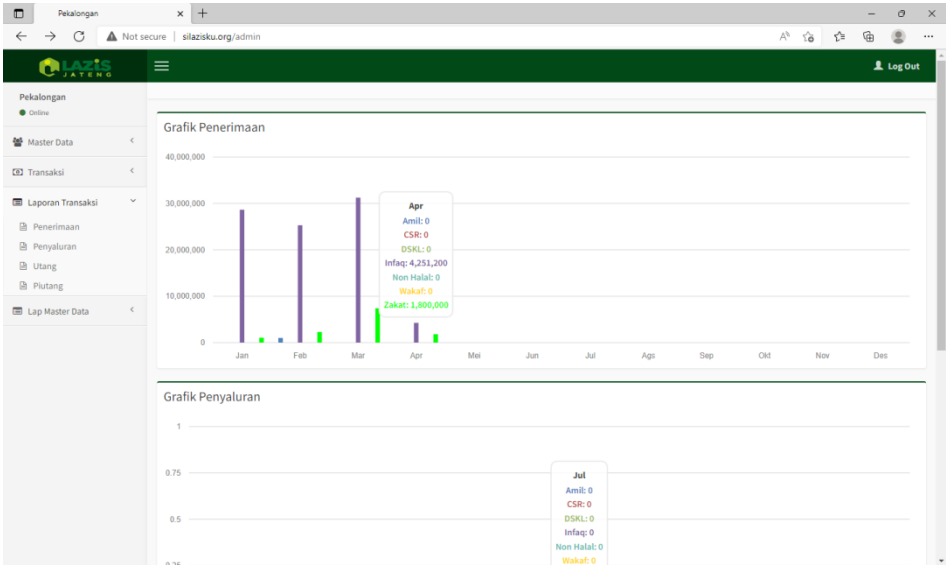 Pekalongan
Not secure
silazisku.org/admin
LAZiS
JATENG
Log Out
Pekalongan
Online
Master Data
Transaksi
Laporan Transaksi
Penerimaan
Penyaluran
Utang
Piutang
Lap Master Data
Grafik Penerimaan
40,000,000
30,000,000
20,000,000
10,000,000
0
Apr
Amil: 0
CSR: 0
DSKL: 0
Infaq: 4,251,200
Non Halal: 0
Wakaf: 0
Zakat: 1,800,000
Jan Feb Mar Apr Mei Jun Jul Ags Sep Okt Nov Des
Grafik Penyaluran
1
0.75
0.5
0.25
Jul
Amil: 0
CSR: 0
DSKL: 0
Infaq: 0
Non Halal: 0
Wakaf: 0